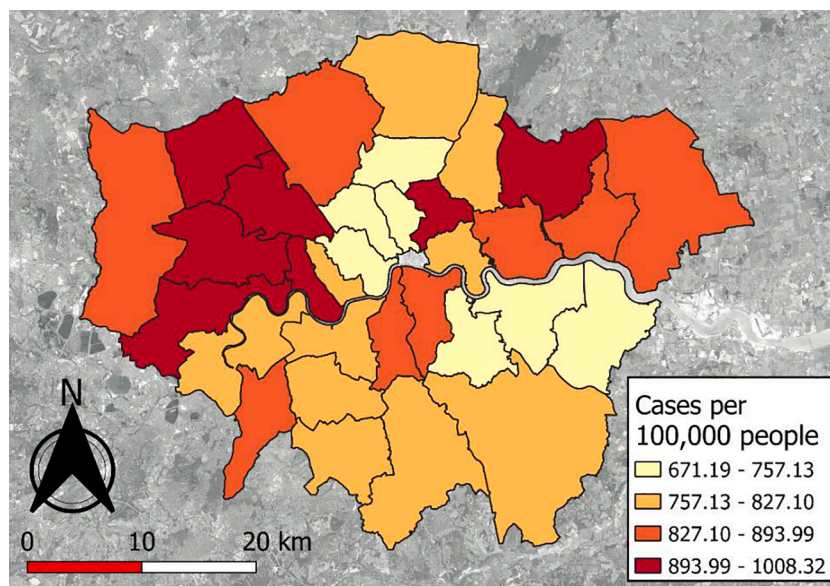 N
0 10 20 km
Cases per
100,000 people
671.19 - 757.13
757.13 - 827.10
827.10 - 893.99
893.99 - 1008.32